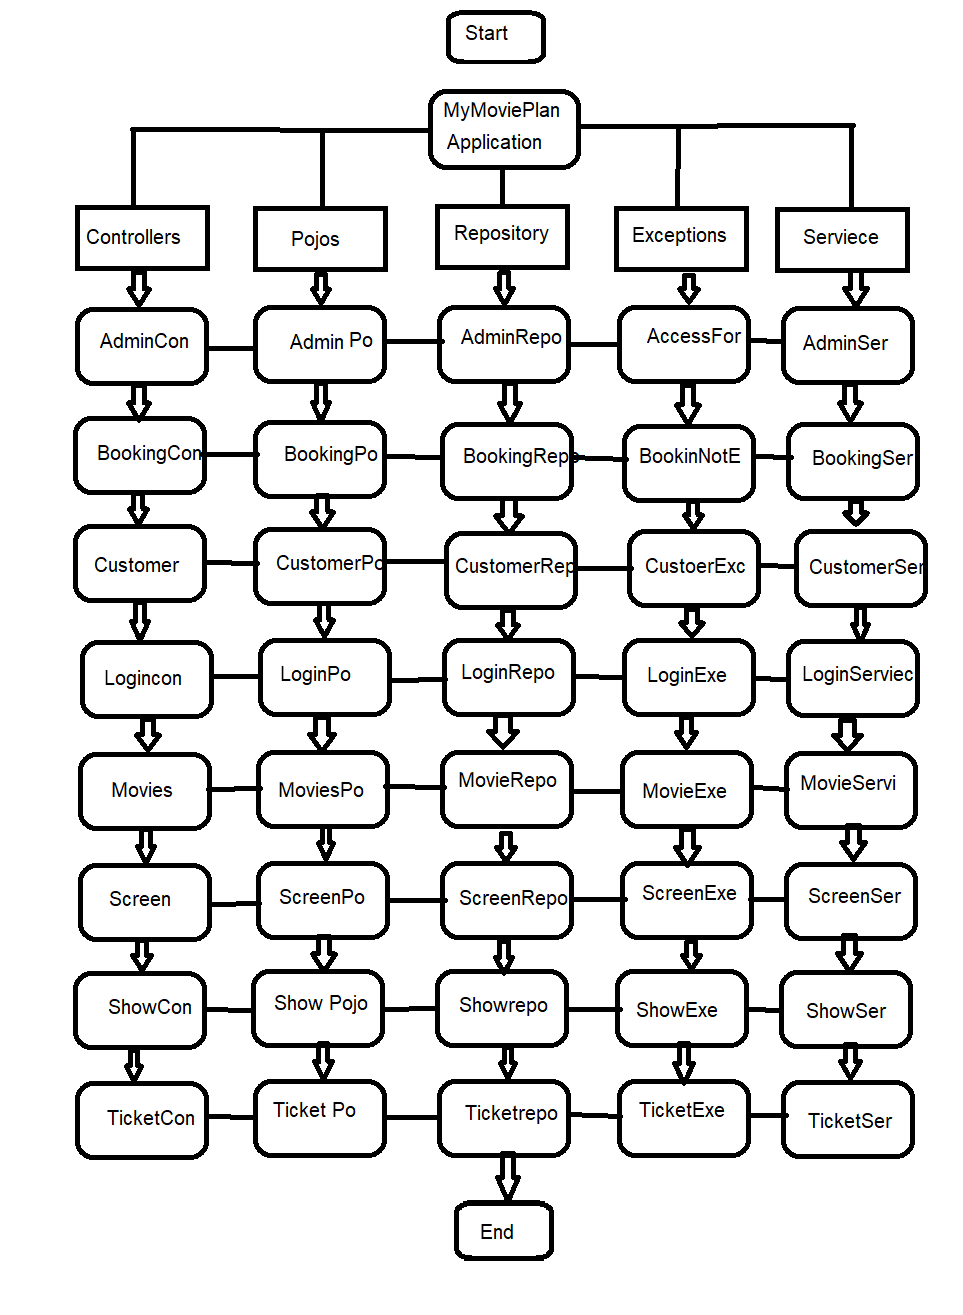 Start
MyMoviePlan
Application
Controllers
Pojos
Repository
Exceptions
Serviece
AdminCon
Admin Po
AdminRepo
AccessFor
AdminSer
BookingCon
BookingPo
BookingRepo
BookinNotE
BookingSer
Customer
CustomerPo
CustomerRep
CustoerExc
CustomerSer
Logincon
LoginPo
LoginRepo
LoginExe
LoginServiec
Movies
MoviesPo
MovieRepo
MovieExe
MovieServi
Screen
ScreenPo
ScreenRepo
ScreenExe
ScreenSer
ShowCon
Show Pojo
Showrepo
ShowExe
ShowSer
TicketCon
Ticket Po
Ticketrepo
TicketExe
TicketSer
End